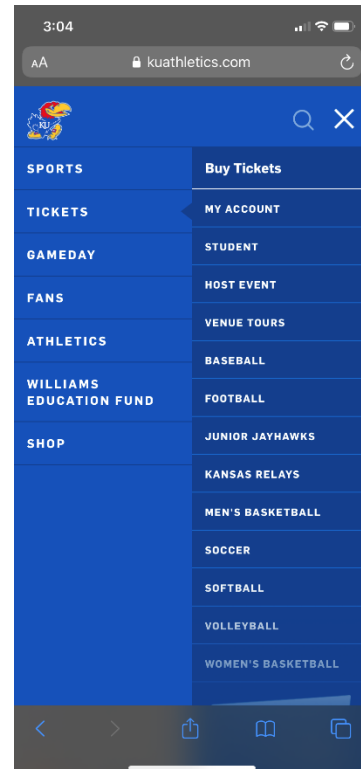 3:04
AA
kuathletics.com
KU
SPORTS
TICKETS
GAMEDAY
FANS
ATHLETICS
WILLIAMS
EDUCATION FUND
SHOP
Buy Tickets
MY ACCOUNT
STUDENT
HOST EVENT
VENUE TOURS
BASEBALL
FOOTBALL
JUNIOR JAYHAWKS
KANSAS RELAYS
MEN'S BASKETBALL
SOCCER
SOFTBALL
VOLLEYBALL
WOMEN'S BASKETBALL